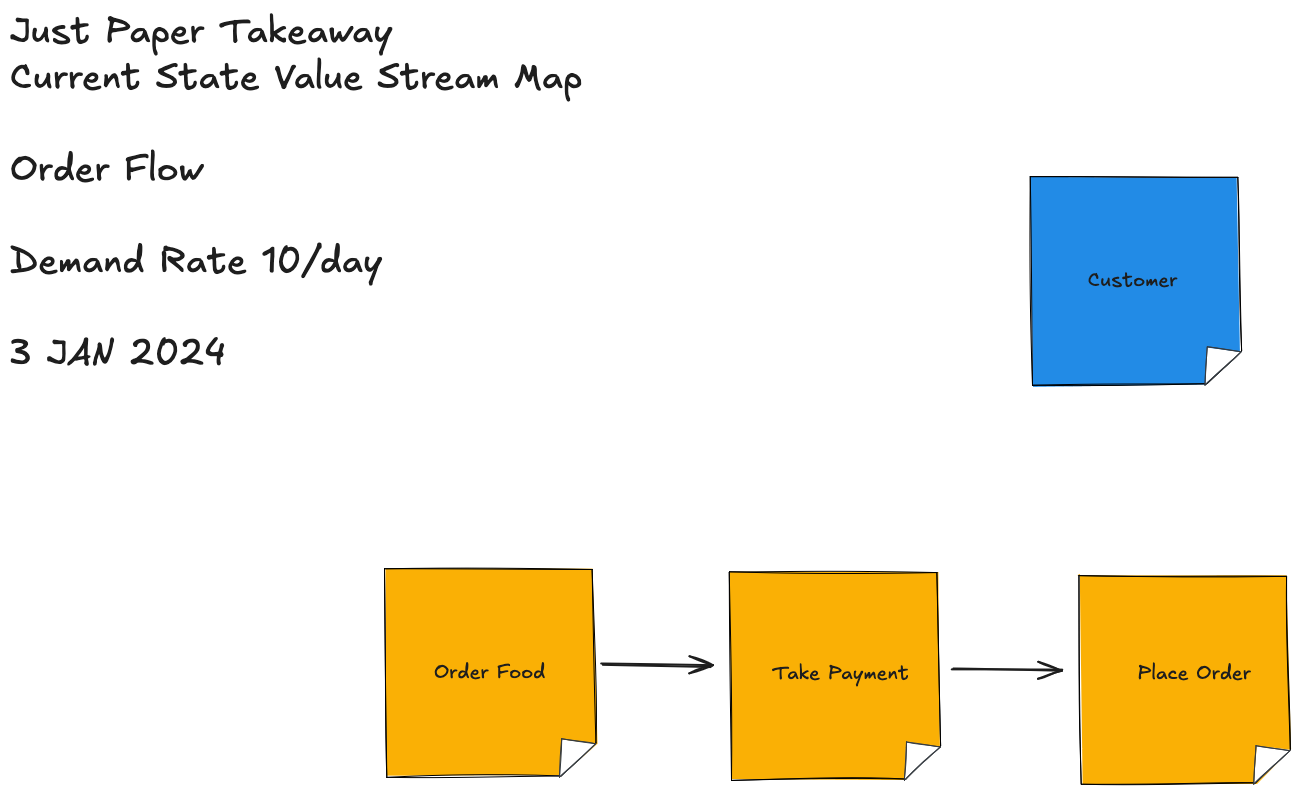 Just Paper Takeaway
Current State Value Stream Map
Order Flow
Demand Rate 10/day
3 JAN 2024
Customer
Order Food
Take Payment
Place Order